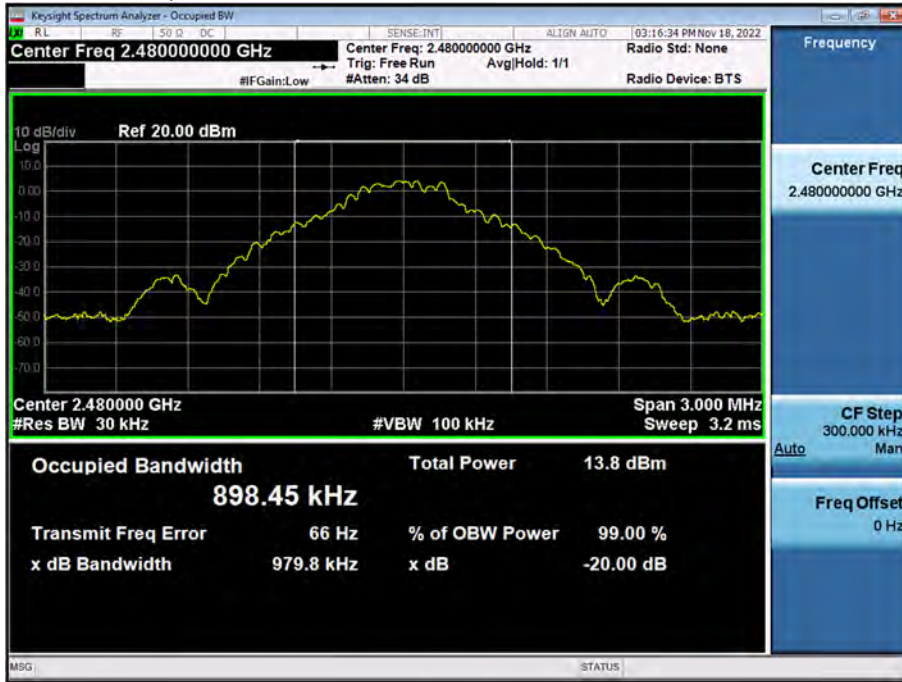 Keysight Spectrum Analyzer - Occupied BW
RL RF 50 Ω DC SENSE:INT ALIGN AUTO 03:16:34 PM Nov 18, 2022
Center Freq 2.480000000 GHz
Center Freq: 2.480000000 GHz
Radio Std: None
Trig: Free Run
Avg|Hold: 1/1
#IFGain:Low
#Atten: 34 dB
Radio Device: BTS
10 dB/div
Ref 20.00 dBm
Log
10.0
0.00
-10.0
-20.0
-30.0
-40.0
-50.0
-60.0
-70.0
Center 2.480000 GHz
Span 3.000 MHz
#Res BW 30 kHz
#VBW 100 kHz
Sweep 3.2 ms
Occupied Bandwidth
Total Power
13.8 dBm
898.45 kHz
Transmit Freq Error
66 Hz
% of OBW Power
99.00 %
x dB Bandwidth
979.8 kHz
x dB
-20.00 dB
MSG
STATUS
Frequency
Center Freq
2.480000000 GHz
CF Step
300.000 kHz
Auto Man
Freq Offset
0 Hz